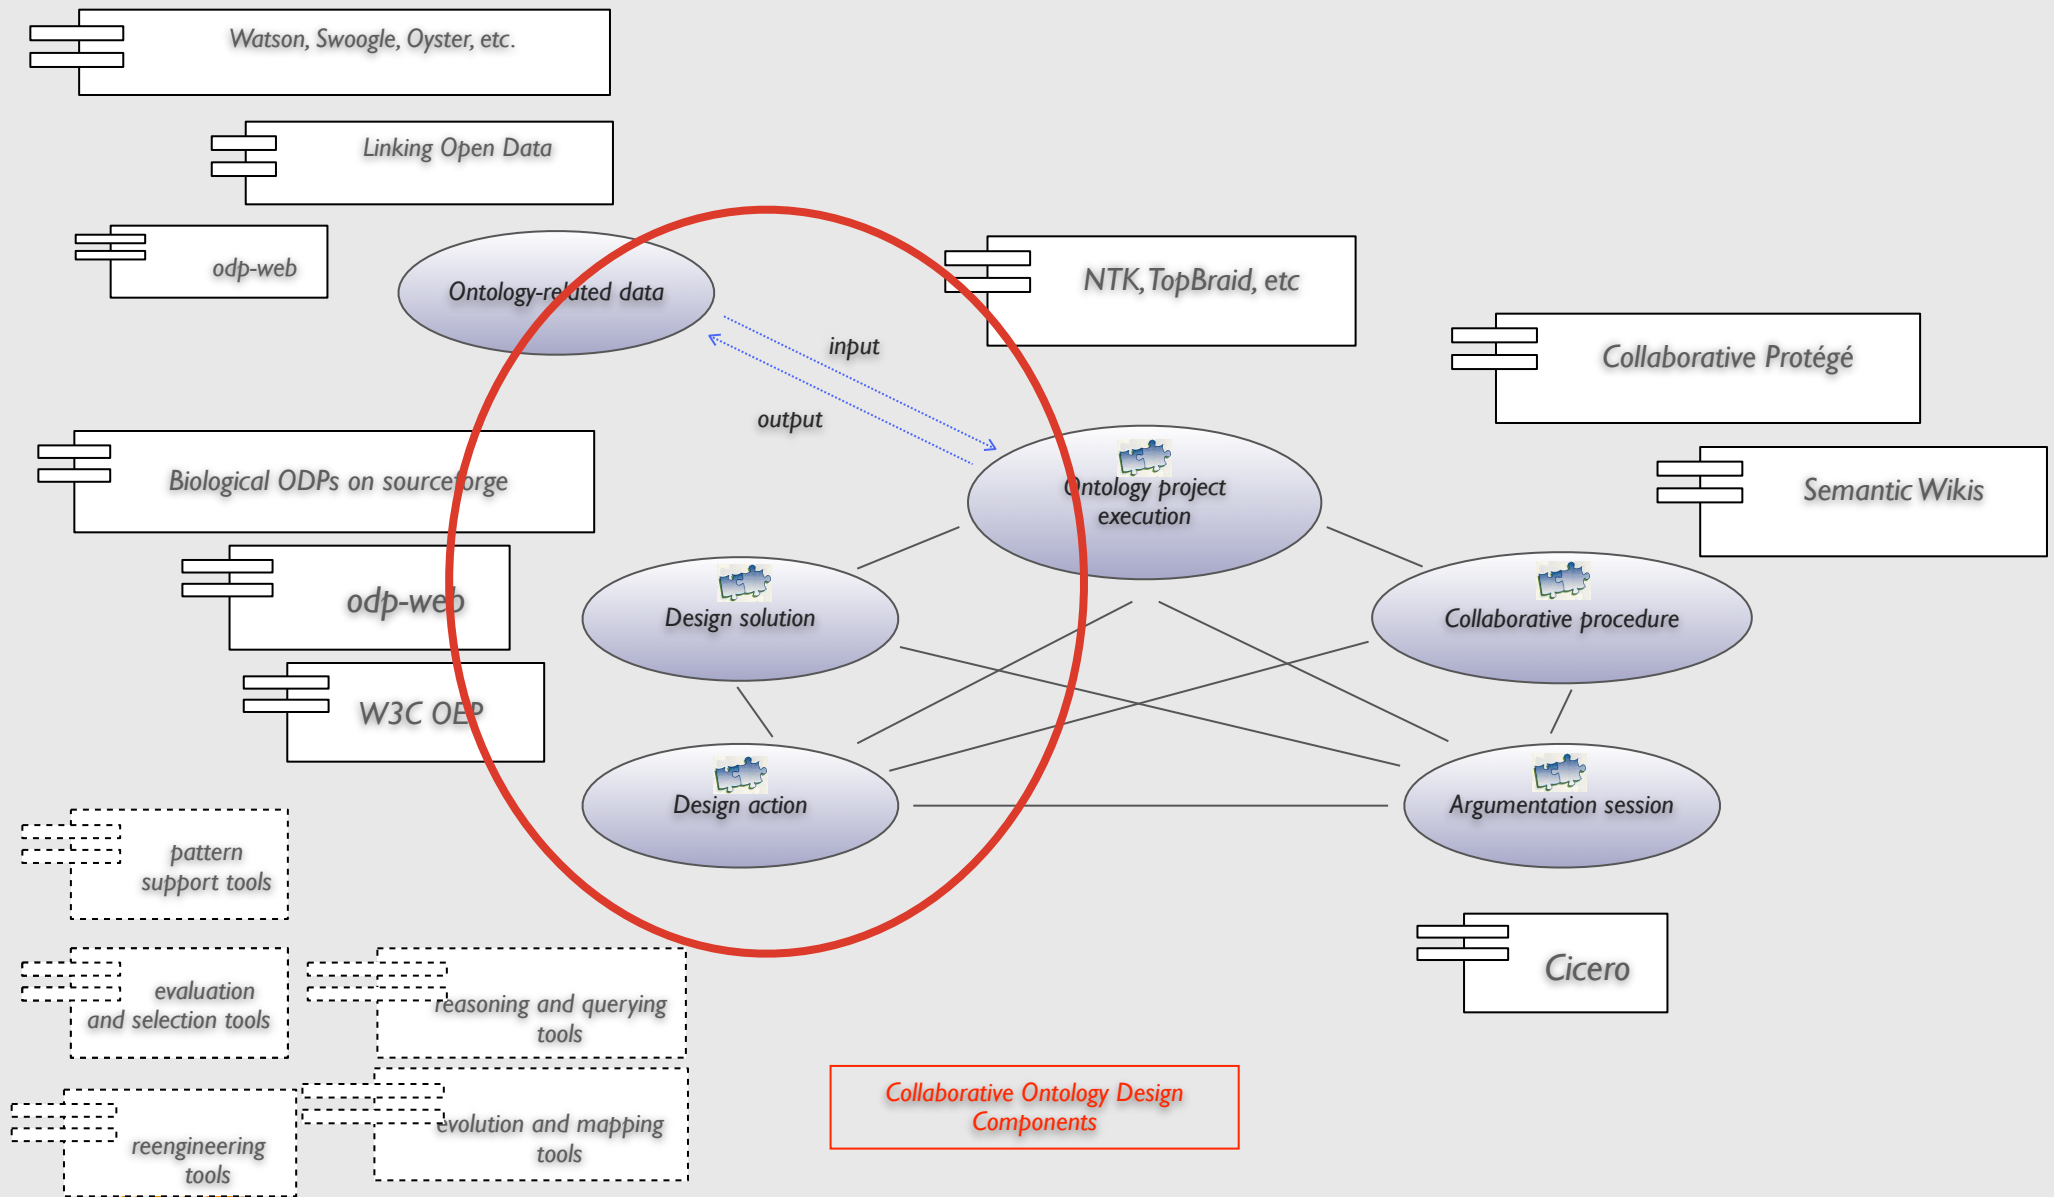 Watson, Swoogle, Oyster, etc.
Linking Open Data
odp-web
Ontology-related data
input
output
NTK, TopBraid, etc
Collaborative Protégé
Semantic Wikis
Biological ODPs on sourceforge
odp-web
W3C OEP
Ontology project
execution
Design solution
Collaborative procedure
Design action
Argumentation session
pattern
support tools
evaluation
and selection tools
reasoning and querying
tools
Cicero
reengineering
tools
evolution and mapping
tools
Collaborative Ontology Design
Components